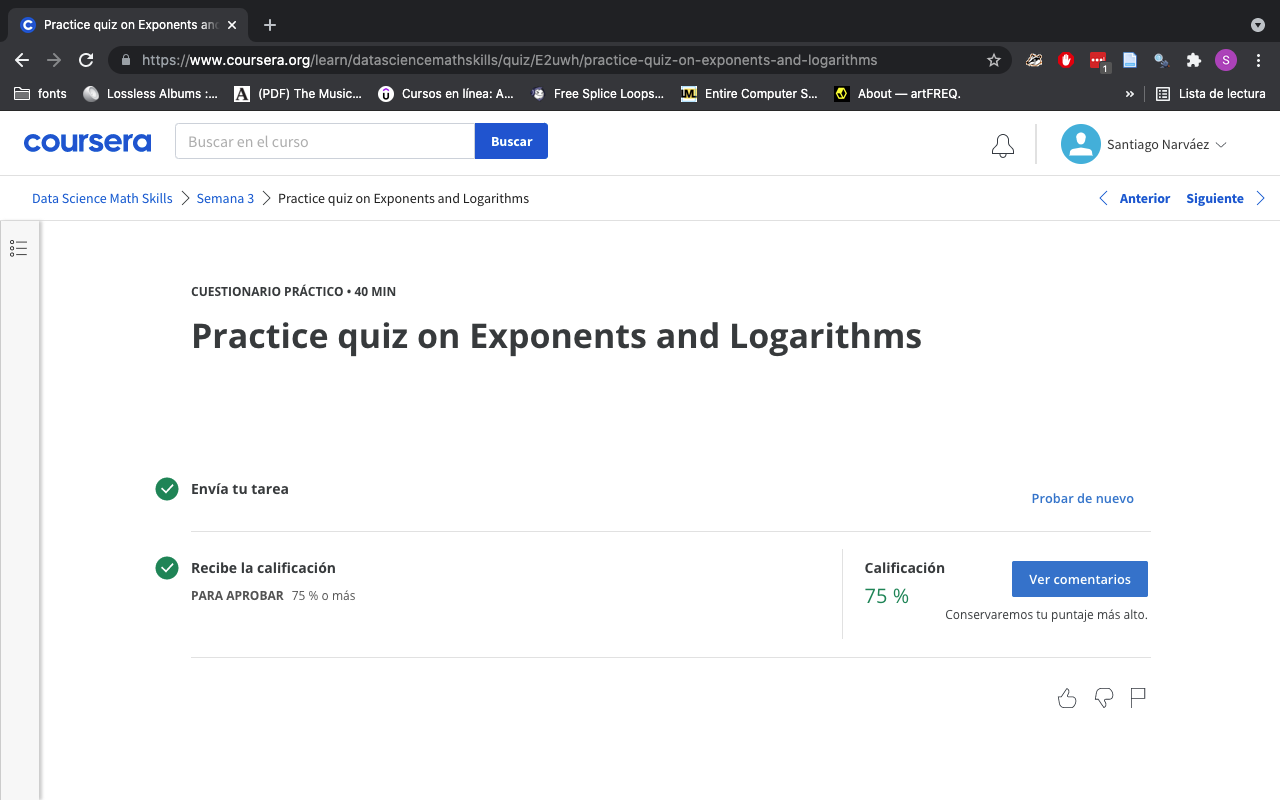 Practice quiz on Exponents and
https://www.coursera.org/learn/datasciencemathskills/quiz/E2uwh/practice-quiz-on-exponents-and-logarithms
1
S
fonts Lossless Albums :... (PDF) The Music... Cursos en línea: A... Free Splice Loops... Entire Computer S... About — artFREQ. » Lista de lectura
coursera
Buscar en el curso
Buscar
Santiago Narváez
Data Science Math Skills Semana 3 Practice quiz on Exponents and Logarithms
Anterior Siguiente
CUESTIONARIO PRÁCTICO • 40 MIN
Practice quiz on Exponents and Logarithms
Envía tu tarea
Probar de nuevo
Recibe la calificación
PARA APROBAR 75 % o más
Calificación
75 %
Ver comentarios
Conservaremos tu puntaje más alto.